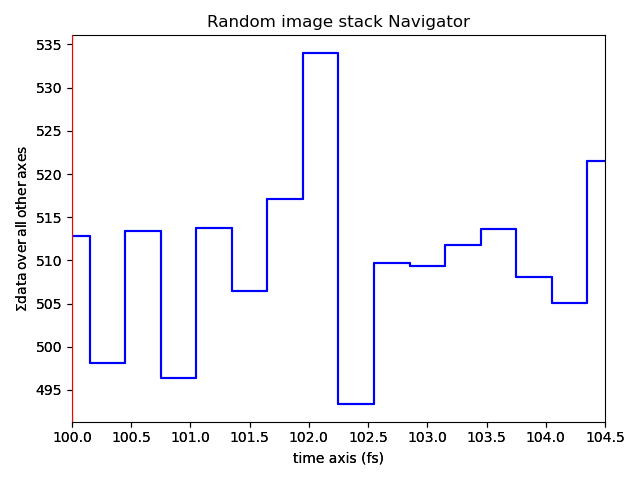 Random image stack Navigator
Σdata over all other axes
535
530
525
520
515
510
505
500
495
100.0 100.5 101.0 101.5 102.0 102.5 103.0 103.5 104.0 104.5
time axis (fs)